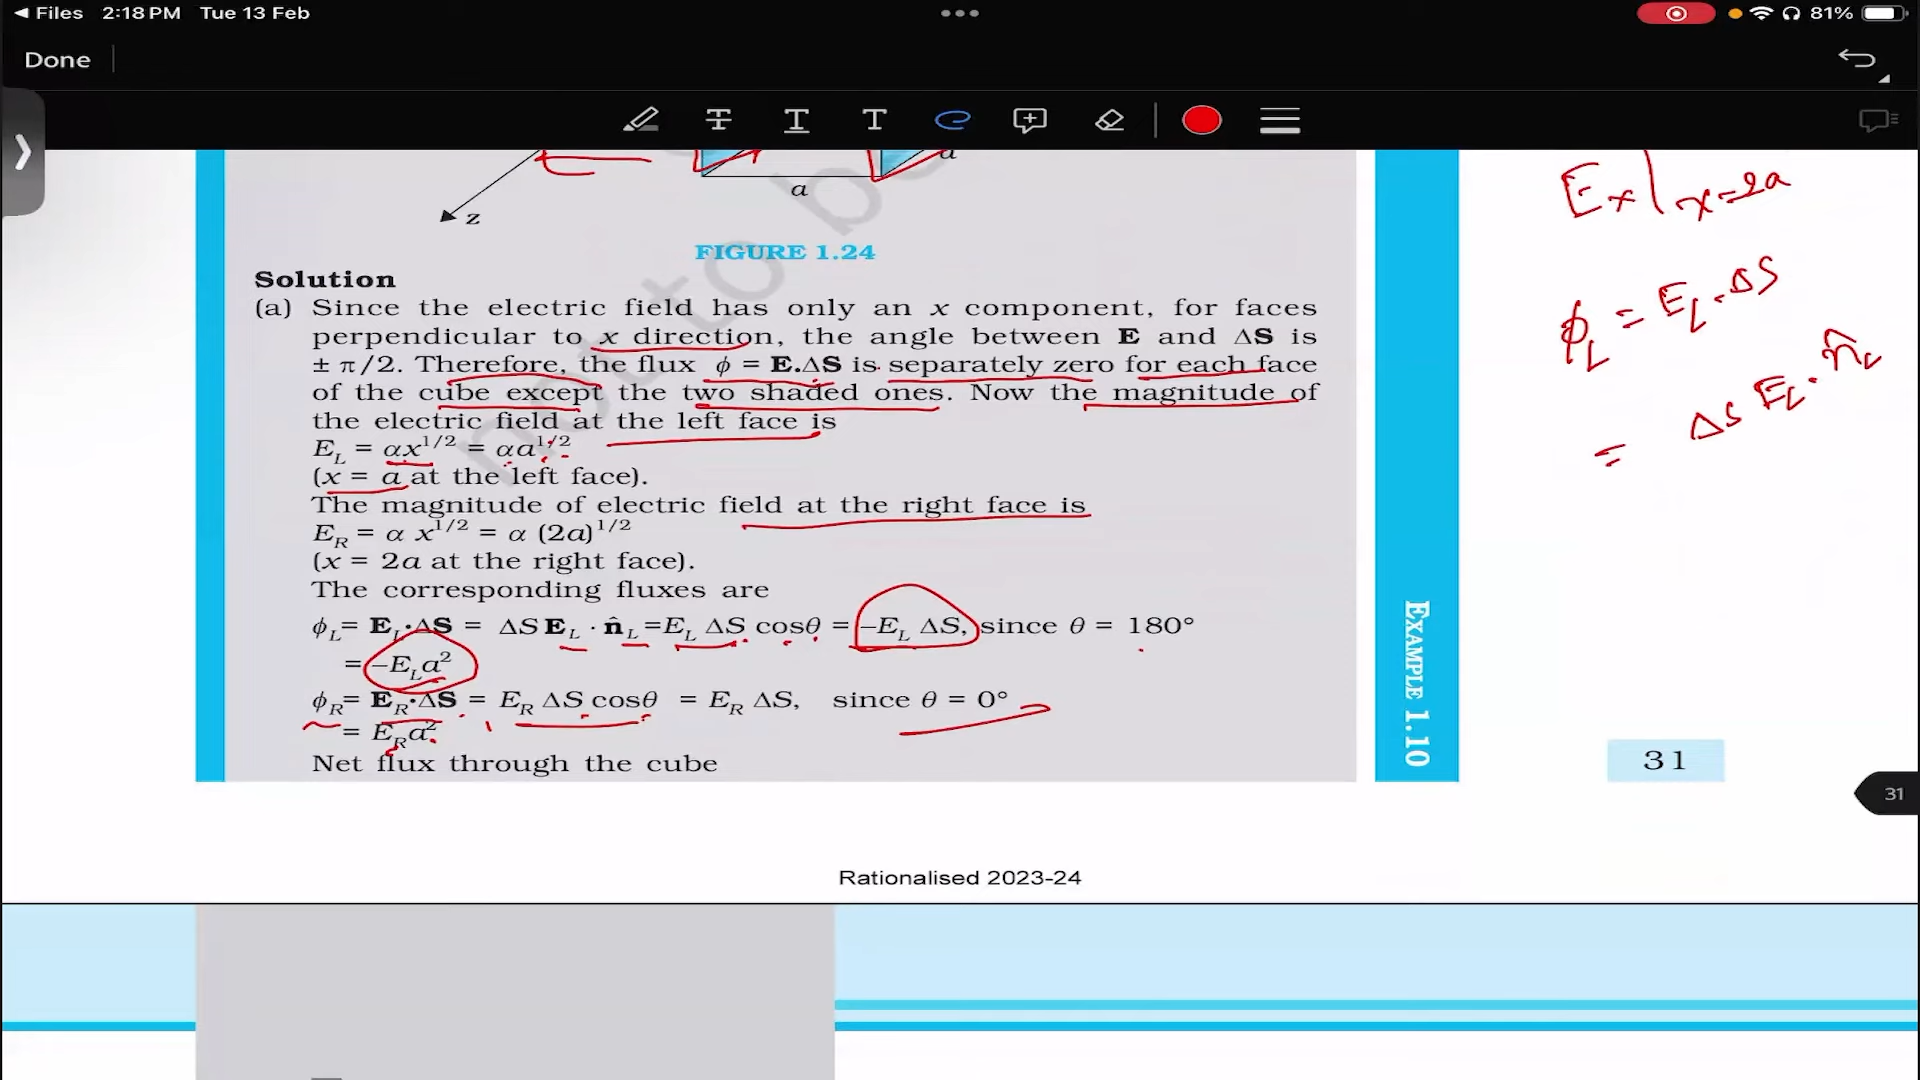 Files 2:18 PM Tue 13 Feb
81%
Done
a
a
z
FIGURE 1.24
Solution
(a) Since the electric field has only an x component, for faces
perpendicular to x direction, the angle between E and ΔS is
± π/2. Therefore, the flux ϕ = E.ΔS is separately zero for each face
of the cube except the two shaded ones. Now the magnitude of
the electric field at the left face is
E_L = αx^1/2 = αa^1/2
(x = a at the left face).
The magnitude of electric field at the right face is
E_R = α x^1/2 = α (2a)^1/2
(x = 2a at the right face).
The corresponding fluxes are
ϕ_L= E_L·ΔS = ΔS E_L · n̂_L =E_L ΔS cosθ = –E_L ΔS, since θ = 180°
= –E_L a²
ϕ_R= E_R·ΔS = E_R ΔS cosθ = E_R ΔS, since θ = 0°
= E_R a²
Net flux through the cube
EXAMPLE 1.10
E_x|_x=2a
ϕ_L = E_L · ΔS
= ΔS E_L · n̂_L
31
31
Rationalised 2023-24
not to be